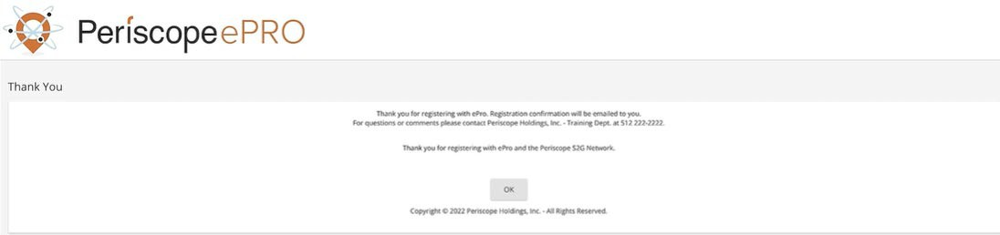 Periscope ePRO
Thank You
Thank you for registering with ePro. Registration confirmation will be emailed to you.
For questions or comments please contact Periscope Holdings, Inc. - Training Dept. at 512 222-2222.
Thank you for registering with ePro and the Periscope S2G Network.
OK
Copyright © 2022 Periscope Holdings, Inc. - All Rights Reserved.